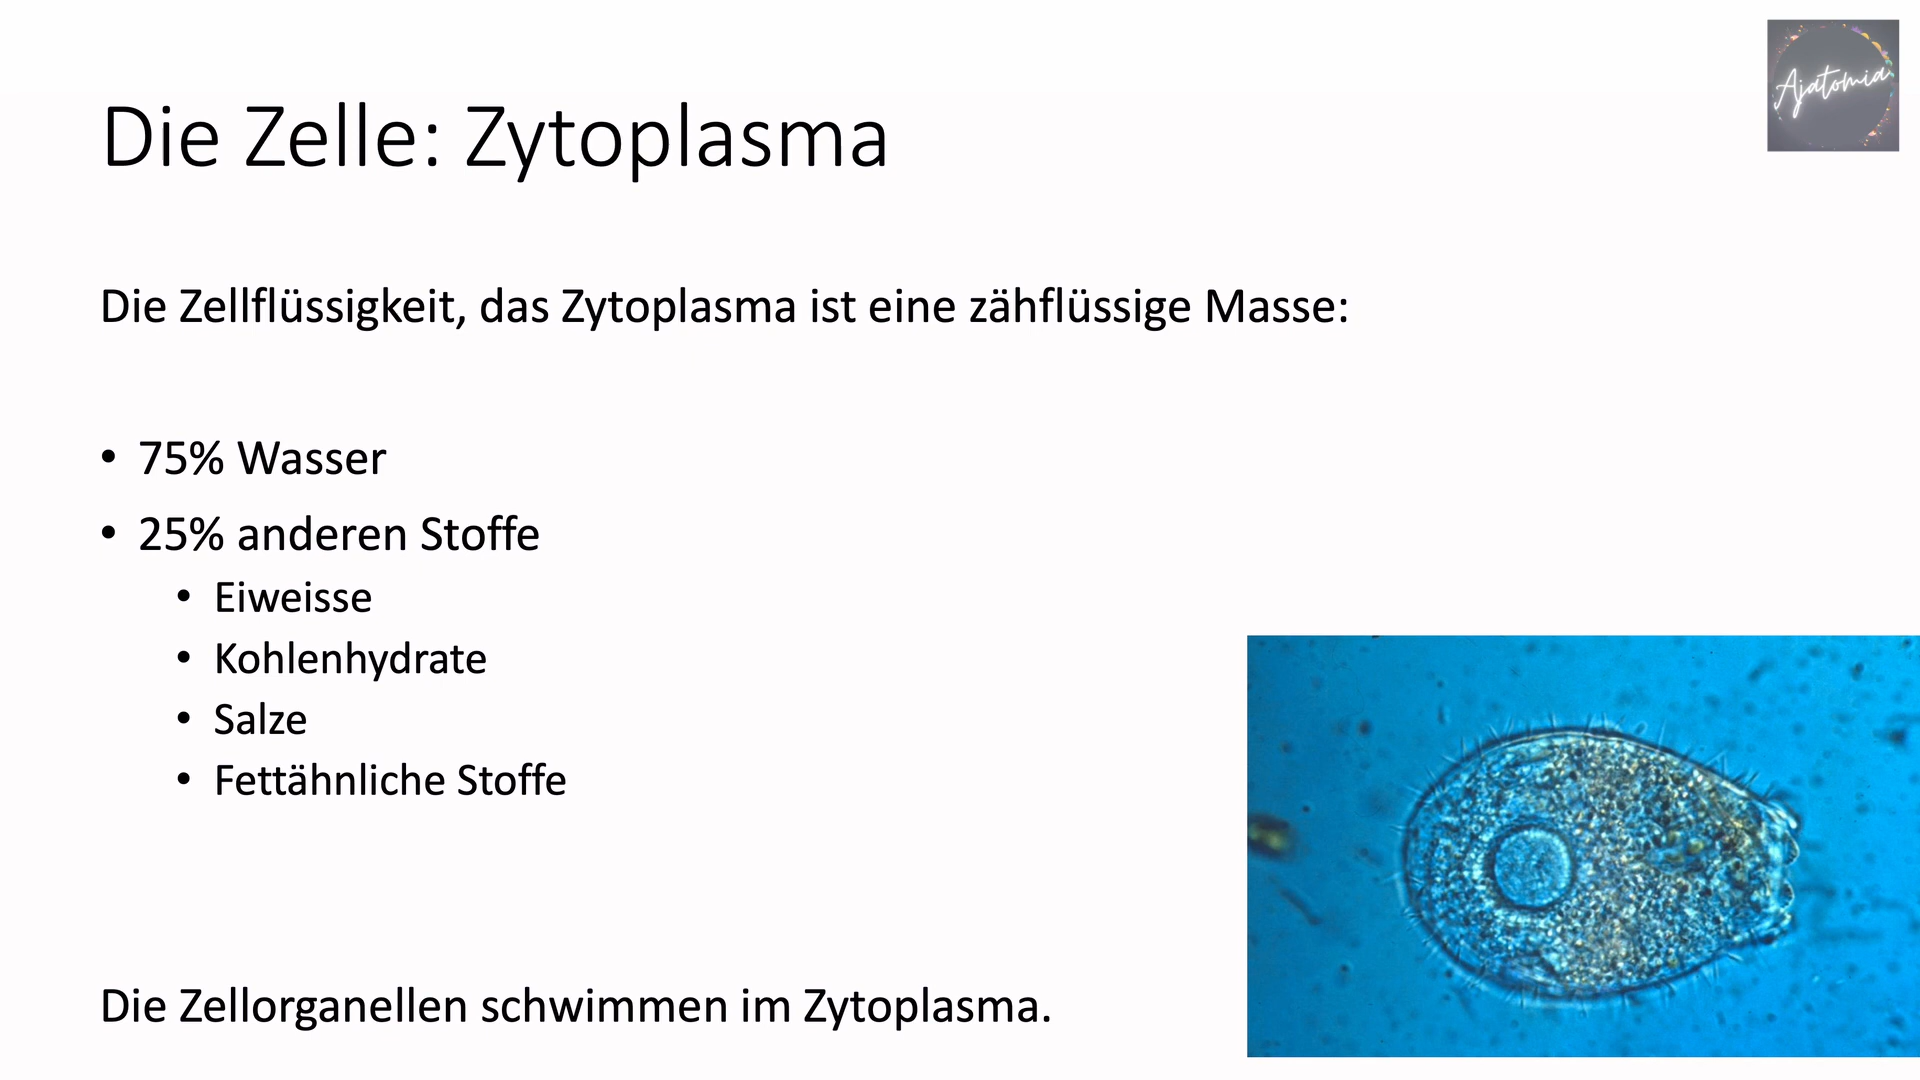 Ajatomia
Die Zelle: Zytoplasma
Die Zellflüssigkeit, das Zytoplasma ist eine zähflüssige Masse:
• 75% Wasser
• 25% anderen Stoffe
• Eiweisse
• Kohlenhydrate
• Salze
• Fettähnliche Stoffe
Die Zellorganellen schwimmen im Zytoplasma.